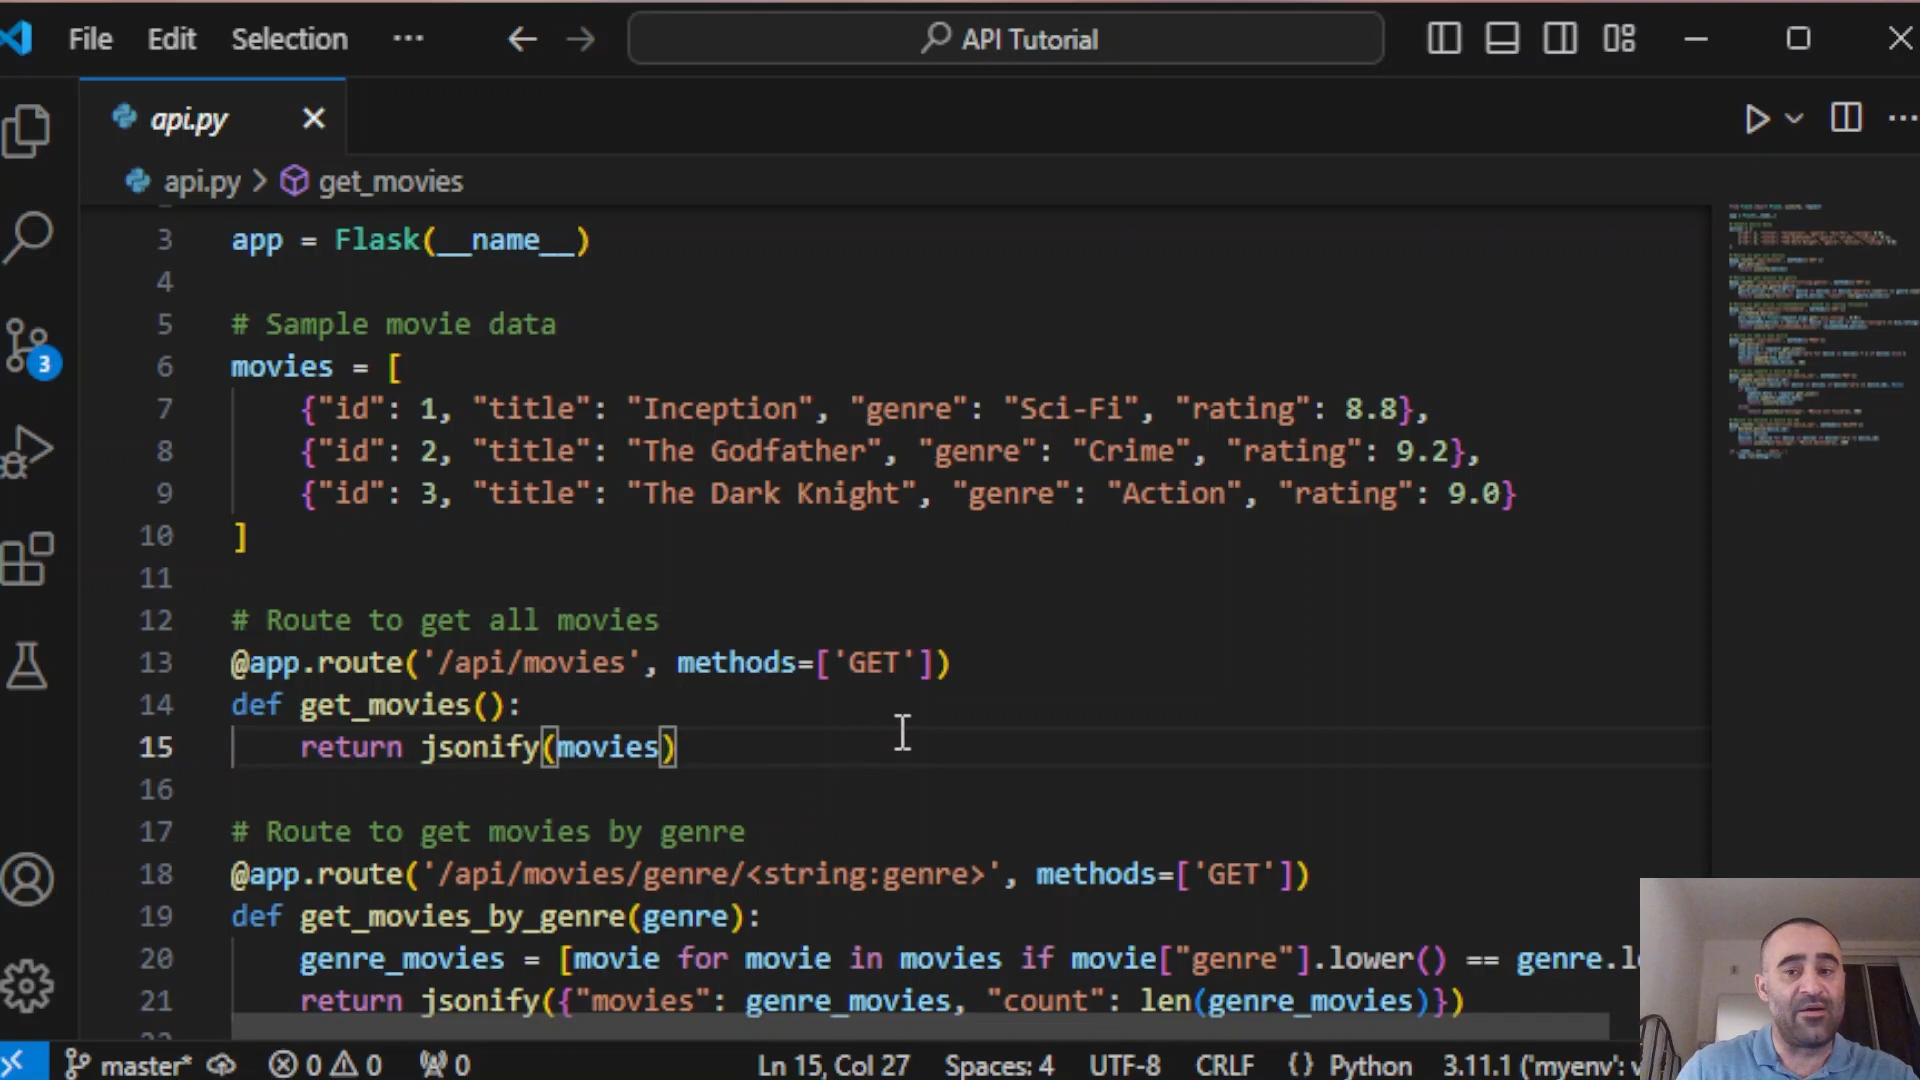 File Edit Selection ··· API Tutorial
api.py
api.py > get_movies
3 app = Flask(__name__)
4
5 # Sample movie data
6 movies = [
7 {"id": 1, "title": "Inception", "genre": "Sci-Fi", "rating": 8.8},
8 {"id": 2, "title": "The Godfather", "genre": "Crime", "rating": 9.2},
9 {"id": 3, "title": "The Dark Knight", "genre": "Action", "rating": 9.0}
10 ]
11
12 # Route to get all movies
13 @app.route('/api/movies', methods=['GET'])
14 def get_movies():
15 return jsonify(movies)
16
17 # Route to get movies by genre
18 @app.route('/api/movies/genre/<string:genre>', methods=['GET'])
19 def get_movies_by_genre(genre):
20 genre_movies = [movie for movie in movies if movie["genre"].lower() == genre.l
21 return jsonify({"movies": genre_movies, "count": len(genre_movies)})
3
master* 0 0 0 Ln 15, Col 27 Spaces: 4 UTF-8 CRLF {} Python 3.11.1 ('myenv': v